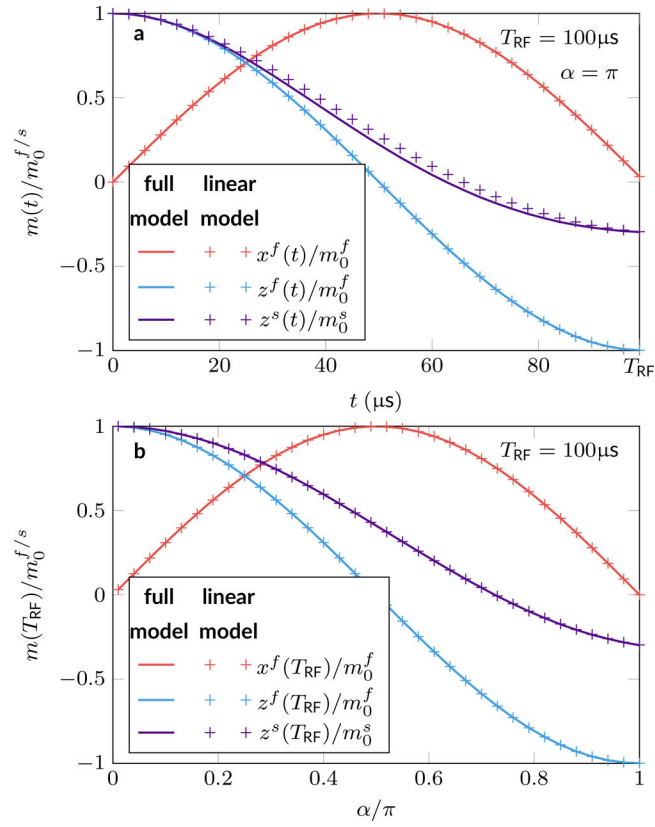 a
T_RF = 100μs
α = π
m(t)/m_0^{f/s}
1
0.5
0
−0.5
−1
full linear
model model
x^f(t)/m_0^f
z^f(t)/m_0^f
z^s(t)/m_0^s
0 20 40 60 80 T_RF
t (μs)
b
T_RF = 100μs
m(T_RF)/m_0^{f/s}
1
0.5
0
−0.5
−1
full linear
model model
x^f(T_RF)/m_0^f
z^f(T_RF)/m_0^f
z^s(T_RF)/m_0^s
0 0.2 0.4 0.6 0.8 1
α/π